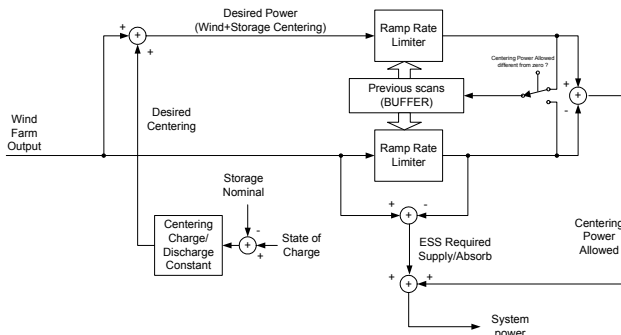 Desired Power
(Wind+Storage Centering)
Ramp Rate
Limiter
Centering Power Allowed
different from zero ?
+
+
+
-
Previous scans
(BUFFER)
Desired
Centering
Wind
Farm
Output
Ramp Rate
Limiter
Storage
Nominal
+
-
-
+
Centering
Charge/
Discharge
Constant
State of
Charge
ESS Required
Supply/Absorb
Centering
Power
Allowed
+
+
System
power